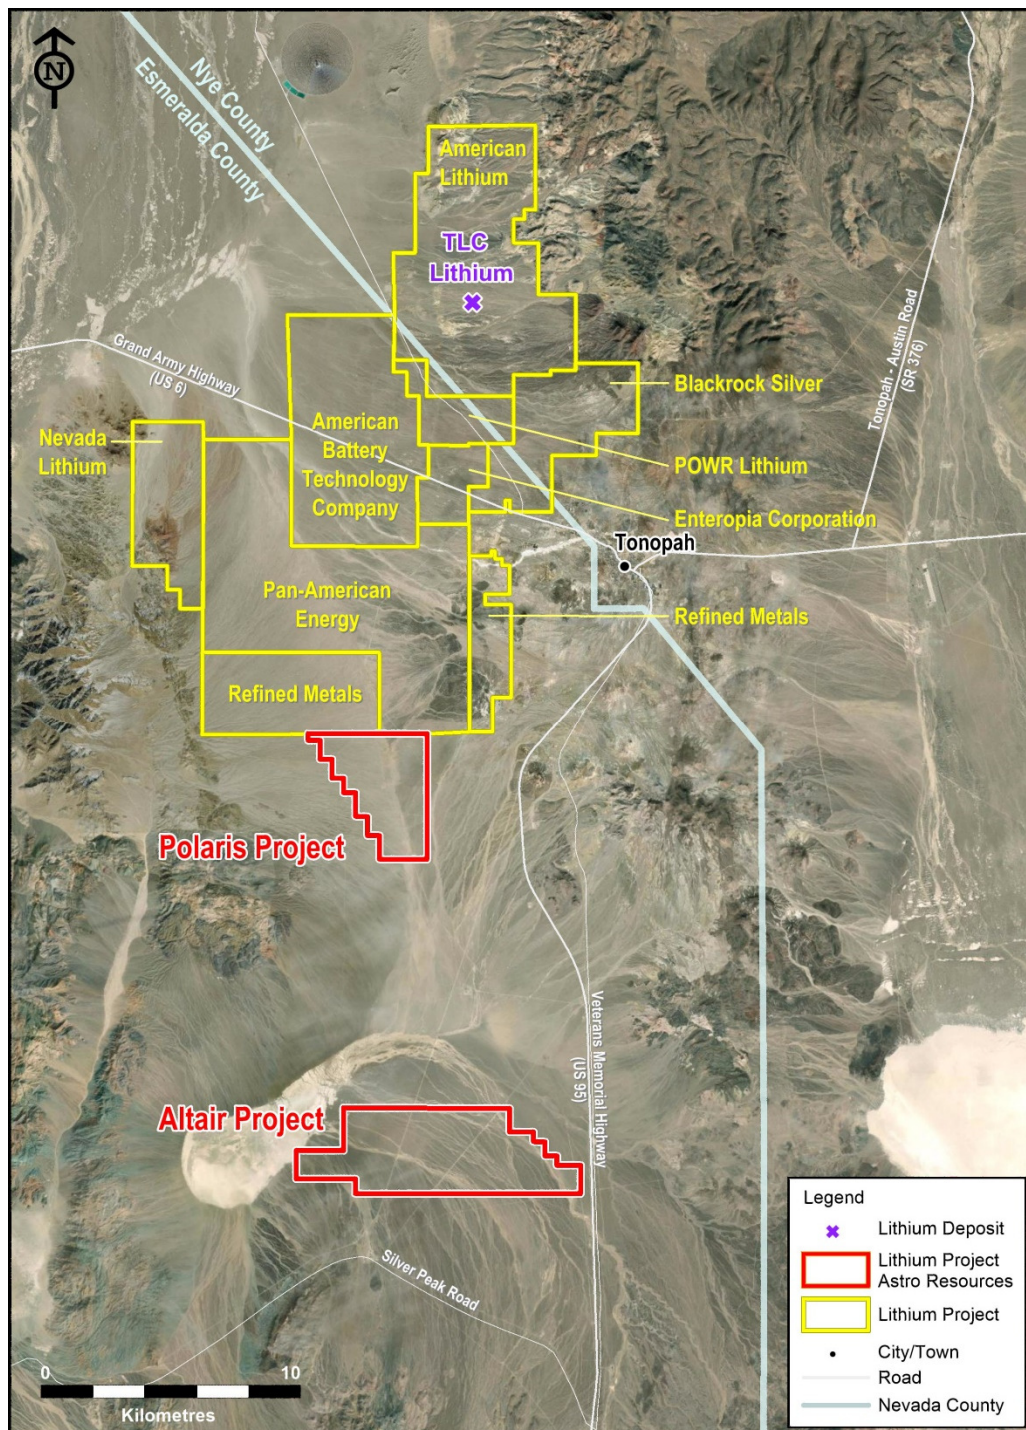 N
Nye County
Esmeralda County
American
Lithium
TLC
Lithium
Grand Army Highway
(US 6)
Tonopah - Austin Road
(SR 376)
Blackrock Silver
Nevada
Lithium
American
Battery
Technology
Company
POWR Lithium
Enteropia Corporation
Tonopah
Pan-American
Energy
Refined Metals
Refined Metals
Polaris Project
Veterans Memorial Highway
(US 95)
Altair Project
Silver Peak Road
0 10
Kilometres
Legend
Lithium Deposit
Lithium Project
Astro Resources
Lithium Project
City/Town
Road
Nevada County